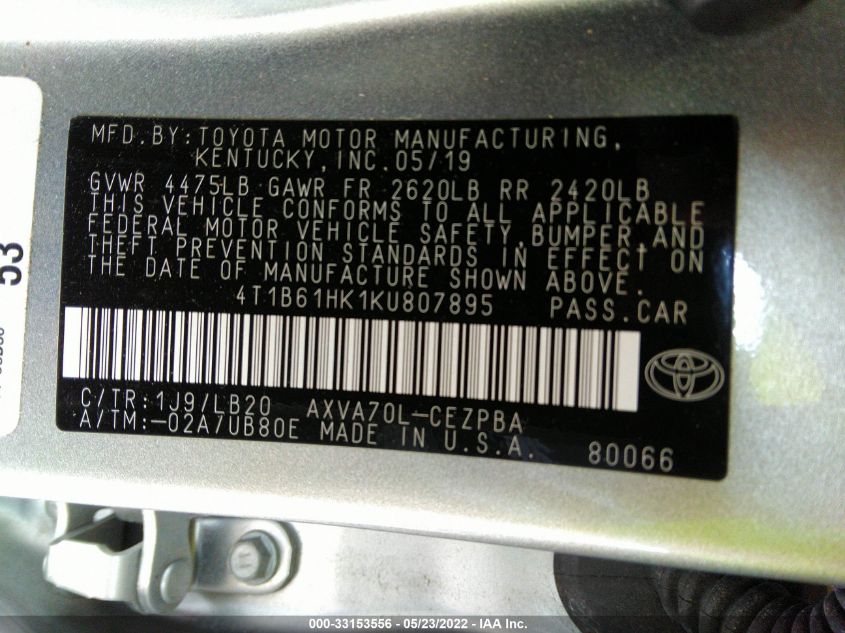 MFD.BY:TOYOTA MOTOR MANUFACTURING,
KENTUCKY,INC.05/19
GVWR 4475LB GAWR FR 2620LB RR 2420LB
THIS VEHICLE CONFORMS TO ALL APPLICABLE
FEDERAL MOTOR VEHICLE SAFETY,BUMPER,AND
THEFT PREVENTION STANDARDS IN EFFECT ON
THE DATE OF MANUFACTURE SHOWN ABOVE.
4T1B61HK1KU807895 PASS.CAR
C/TR:1J9/LB20 AXVA70L-CEZPBA
A/TM:-02A7UB80E MADE IN U.S.A. 80066
53
000-33153556 - 05/23/2022 - IAA Inc.